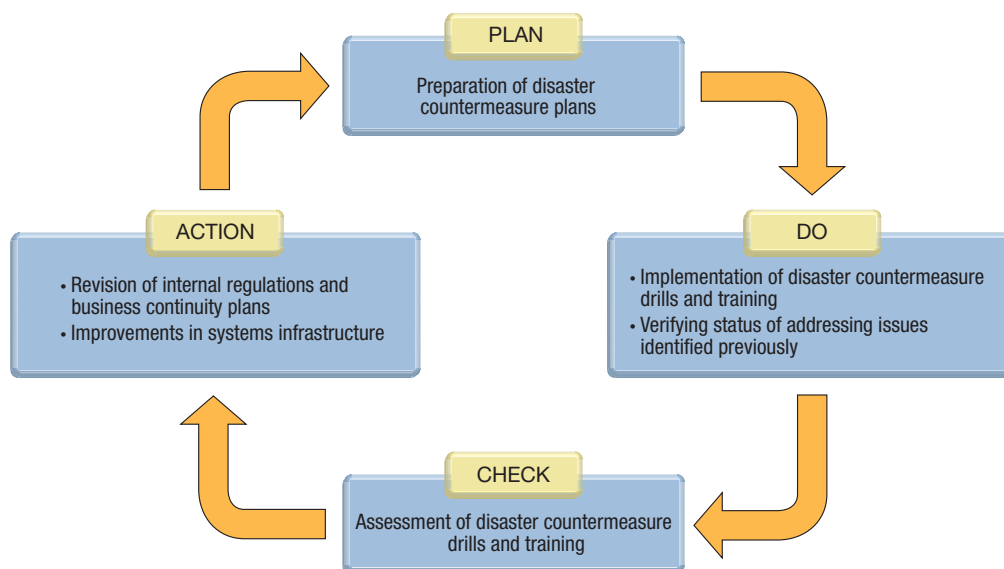 PLAN
Preparation of disaster
countermeasure plans
ACTION
• Revision of internal regulations and
business continuity plans
• Improvements in systems infrastructure
DO
• Implementation of disaster countermeasure
drills and training
• Verifying status of addressing issues
identified previously
CHECK
Assessment of disaster countermeasure
drills and training